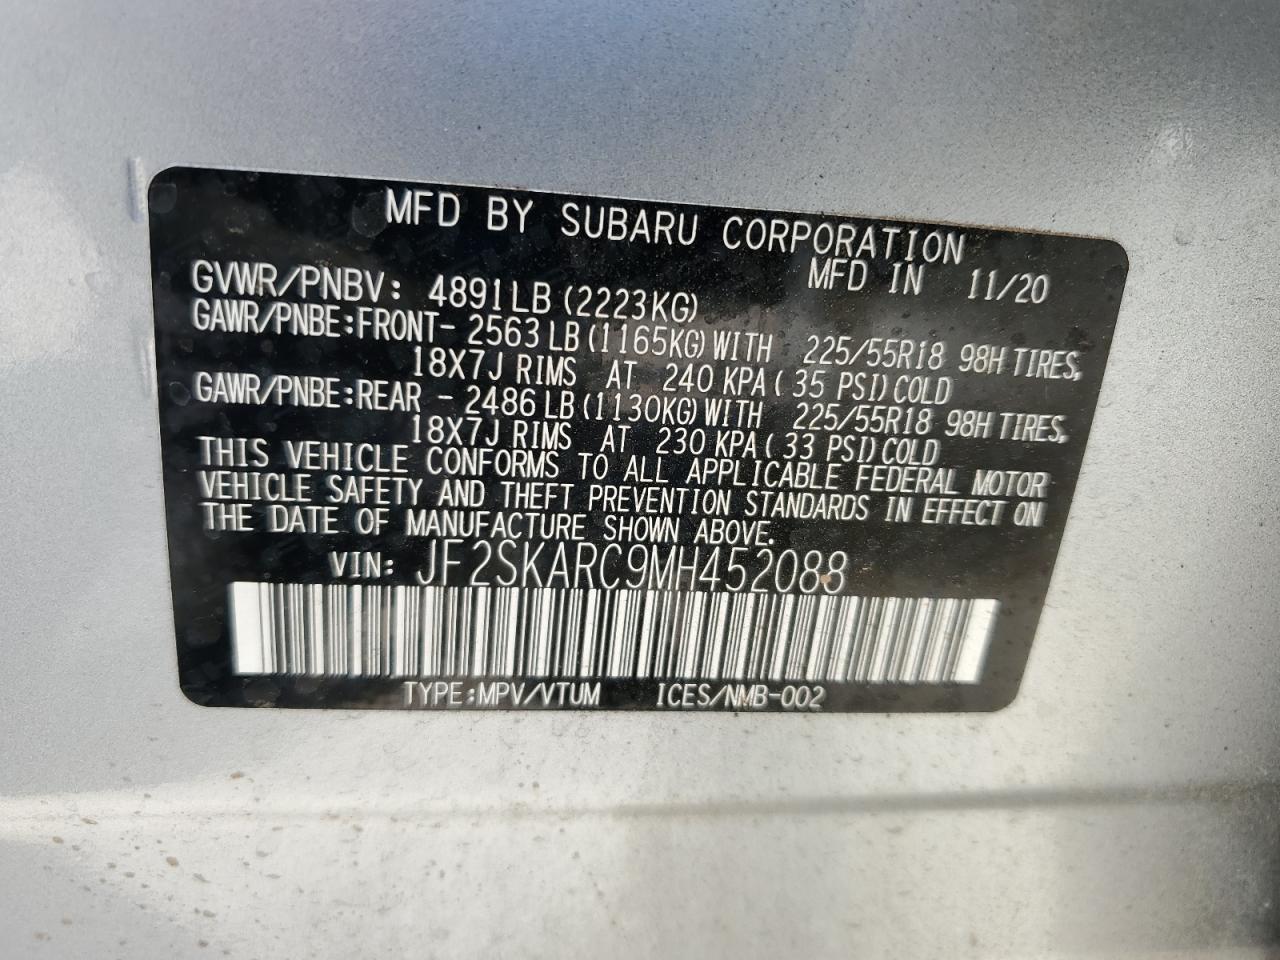 MFD BY SUBARU CORPORATION
MFD IN 11/20
GVWR/PNBV: 4891LB (2223KG)
GAWR/PNBE:FRONT- 2563LB (1165KG) WITH 225/55R18 98H TIRES,
18X7J RIMS AT 240 KPA ( 35 PSI) COLD
GAWR/PNBE:REAR - 2486LB (1130KG) WITH 225/55R18 98H TIRES,
18X7J RIMS AT 230 KPA ( 33 PSI) COLD
THIS VEHICLE CONFORMS TO ALL APPLICABLE FEDERAL MOTOR
VEHICLE SAFETY AND THEFT PREVENTION STANDARDS IN EFFECT ON
THE DATE OF MANUFACTURE SHOWN ABOVE.
VIN: JF2SKARC9MH452088
TYPE:MPV/VTUM ICES/NMB-002